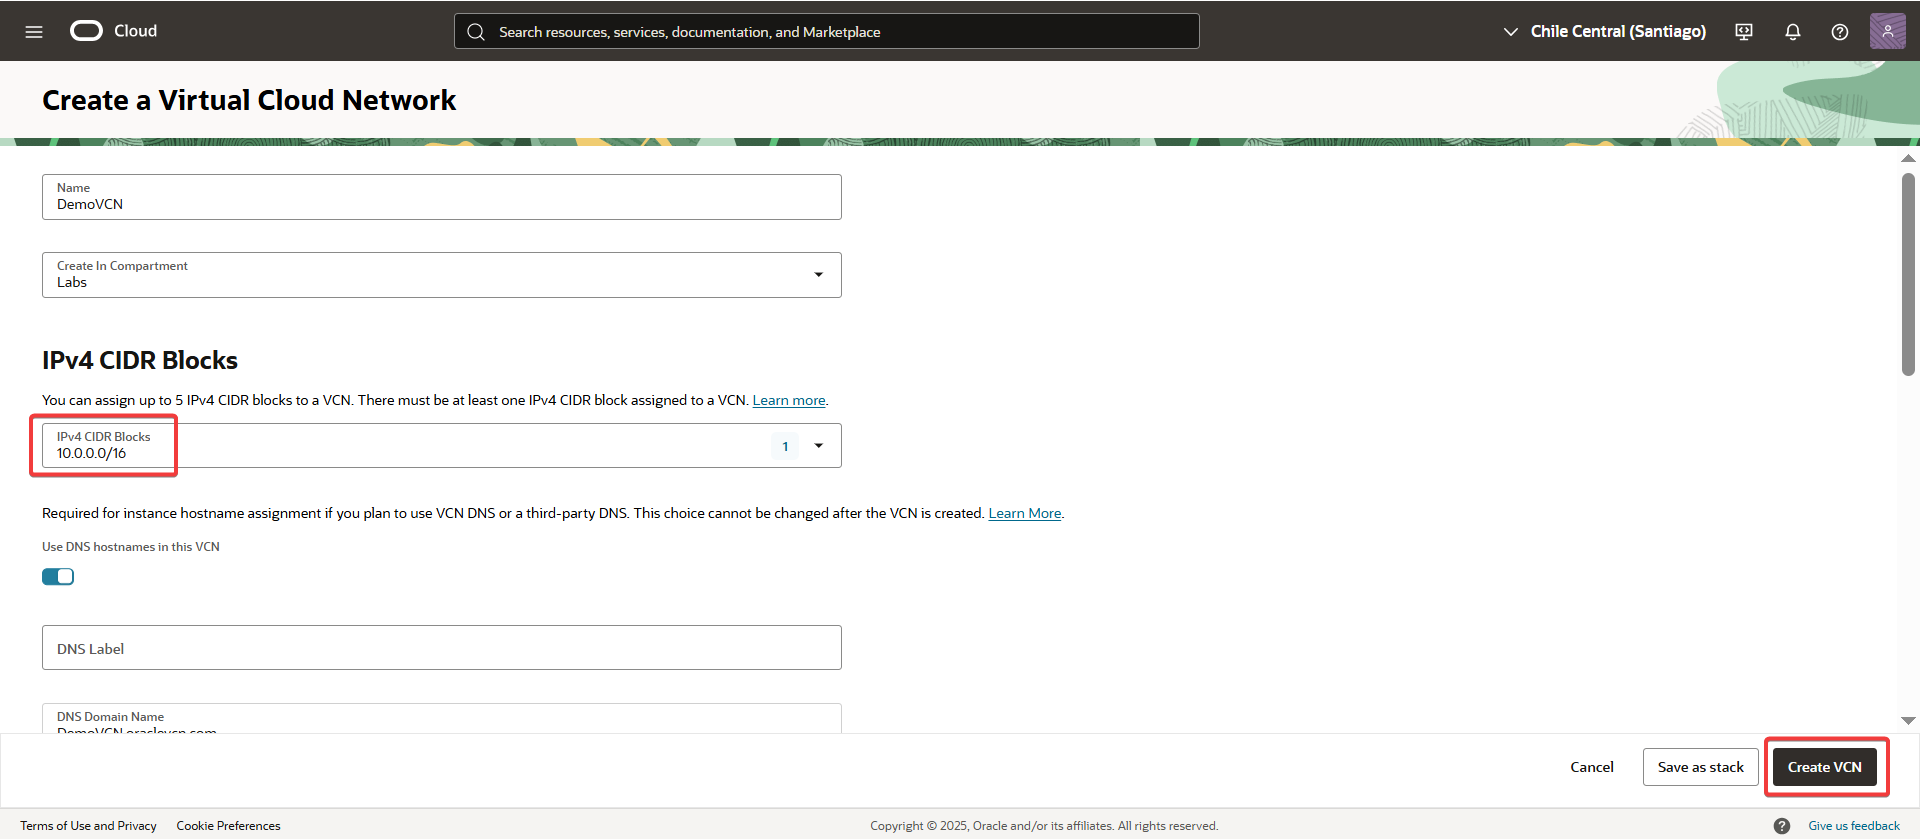 Cloud
Search resources, services, documentation, and Marketplace
Chile Central (Santiago)
Create a Virtual Cloud Network
Name
DemoVCN
Create In Compartment
Labs
IPv4 CIDR Blocks
You can assign up to 5 IPv4 CIDR blocks to a VCN. There must be at least one IPv4 CIDR block assigned to a VCN. Learn more.
IPv4 CIDR Blocks
10.0.0.0/16
1
Required for instance hostname assignment if you plan to use VCN DNS or a third-party DNS. This choice cannot be changed after the VCN is created. Learn More.
Use DNS hostnames in this VCN
DNS Label
DNS Domain Name
DemoVCN.oraclevcn.com
Cancel
Save as stack
Create VCN
Terms of Use and Privacy
Cookie Preferences
Copyright © 2025, Oracle and/or its affiliates. All rights reserved.
Give us feedback